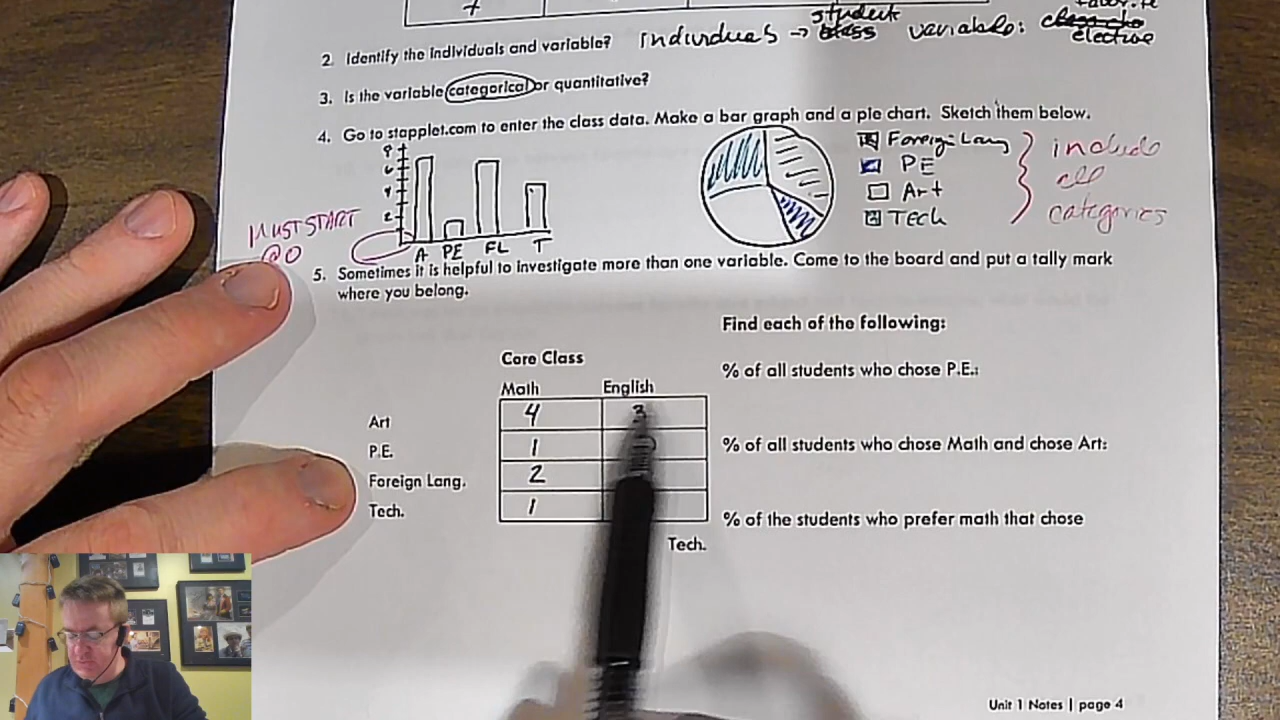 student
2. Identify the individuals and variable? individuals → class variable: elective
3. Is the variable categorical or quantitative?
4. Go to stapplet.com to enter the class data. Make a bar graph and a pie chart. Sketch them below.
8
6
4
2
A PE FL T
Foreign Lang
PE
Art
Tech
include
all
categories
MUST START
@0
5. Sometimes it is helpful to investigate more than one variable. Come to the board and put a tally mark
where you belong.
Find each of the following:
Core Class
Math English
Art 4 3
P.E. 1
Foreign Lang. 2
Tech. 1
% of all students who chose P.E.:
% of all students who chose Math and chose Art:
% of the students who prefer math that chose
Tech.
Unit 1 Notes | page 4